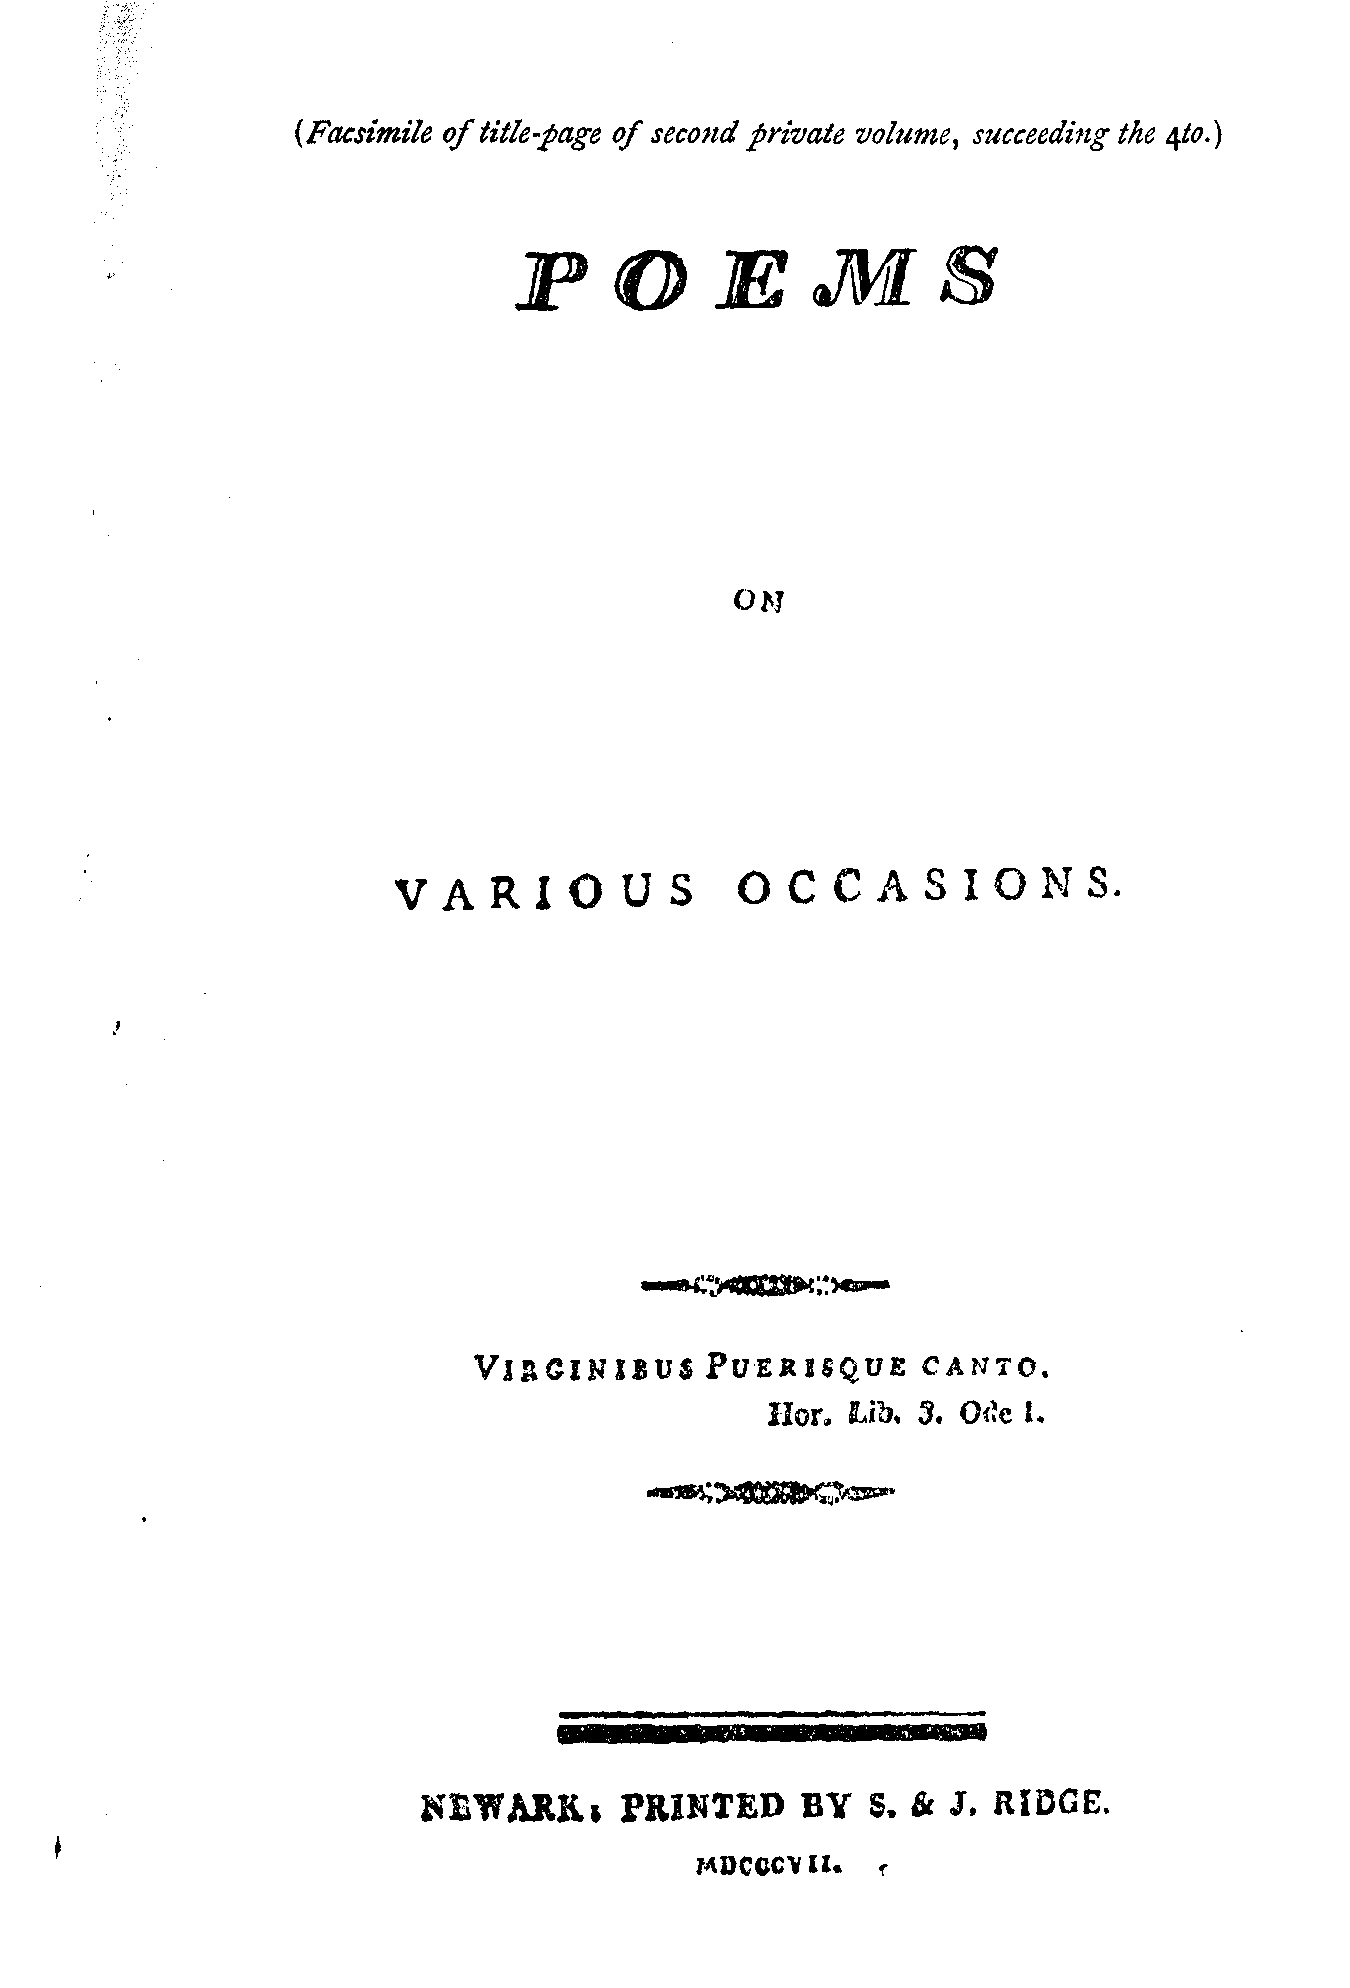 (Facsimile of title-page of second private volume, succeeding the 4to.)
POEMS
ON
VARIOUS OCCASIONS.
VIRGINIBUS PUERISQUE CANTO.
Hor. Lib. 3. Ode 1.
NEWARK: PRINTED BY S. & J. RIDGE.
MDCCCVII.